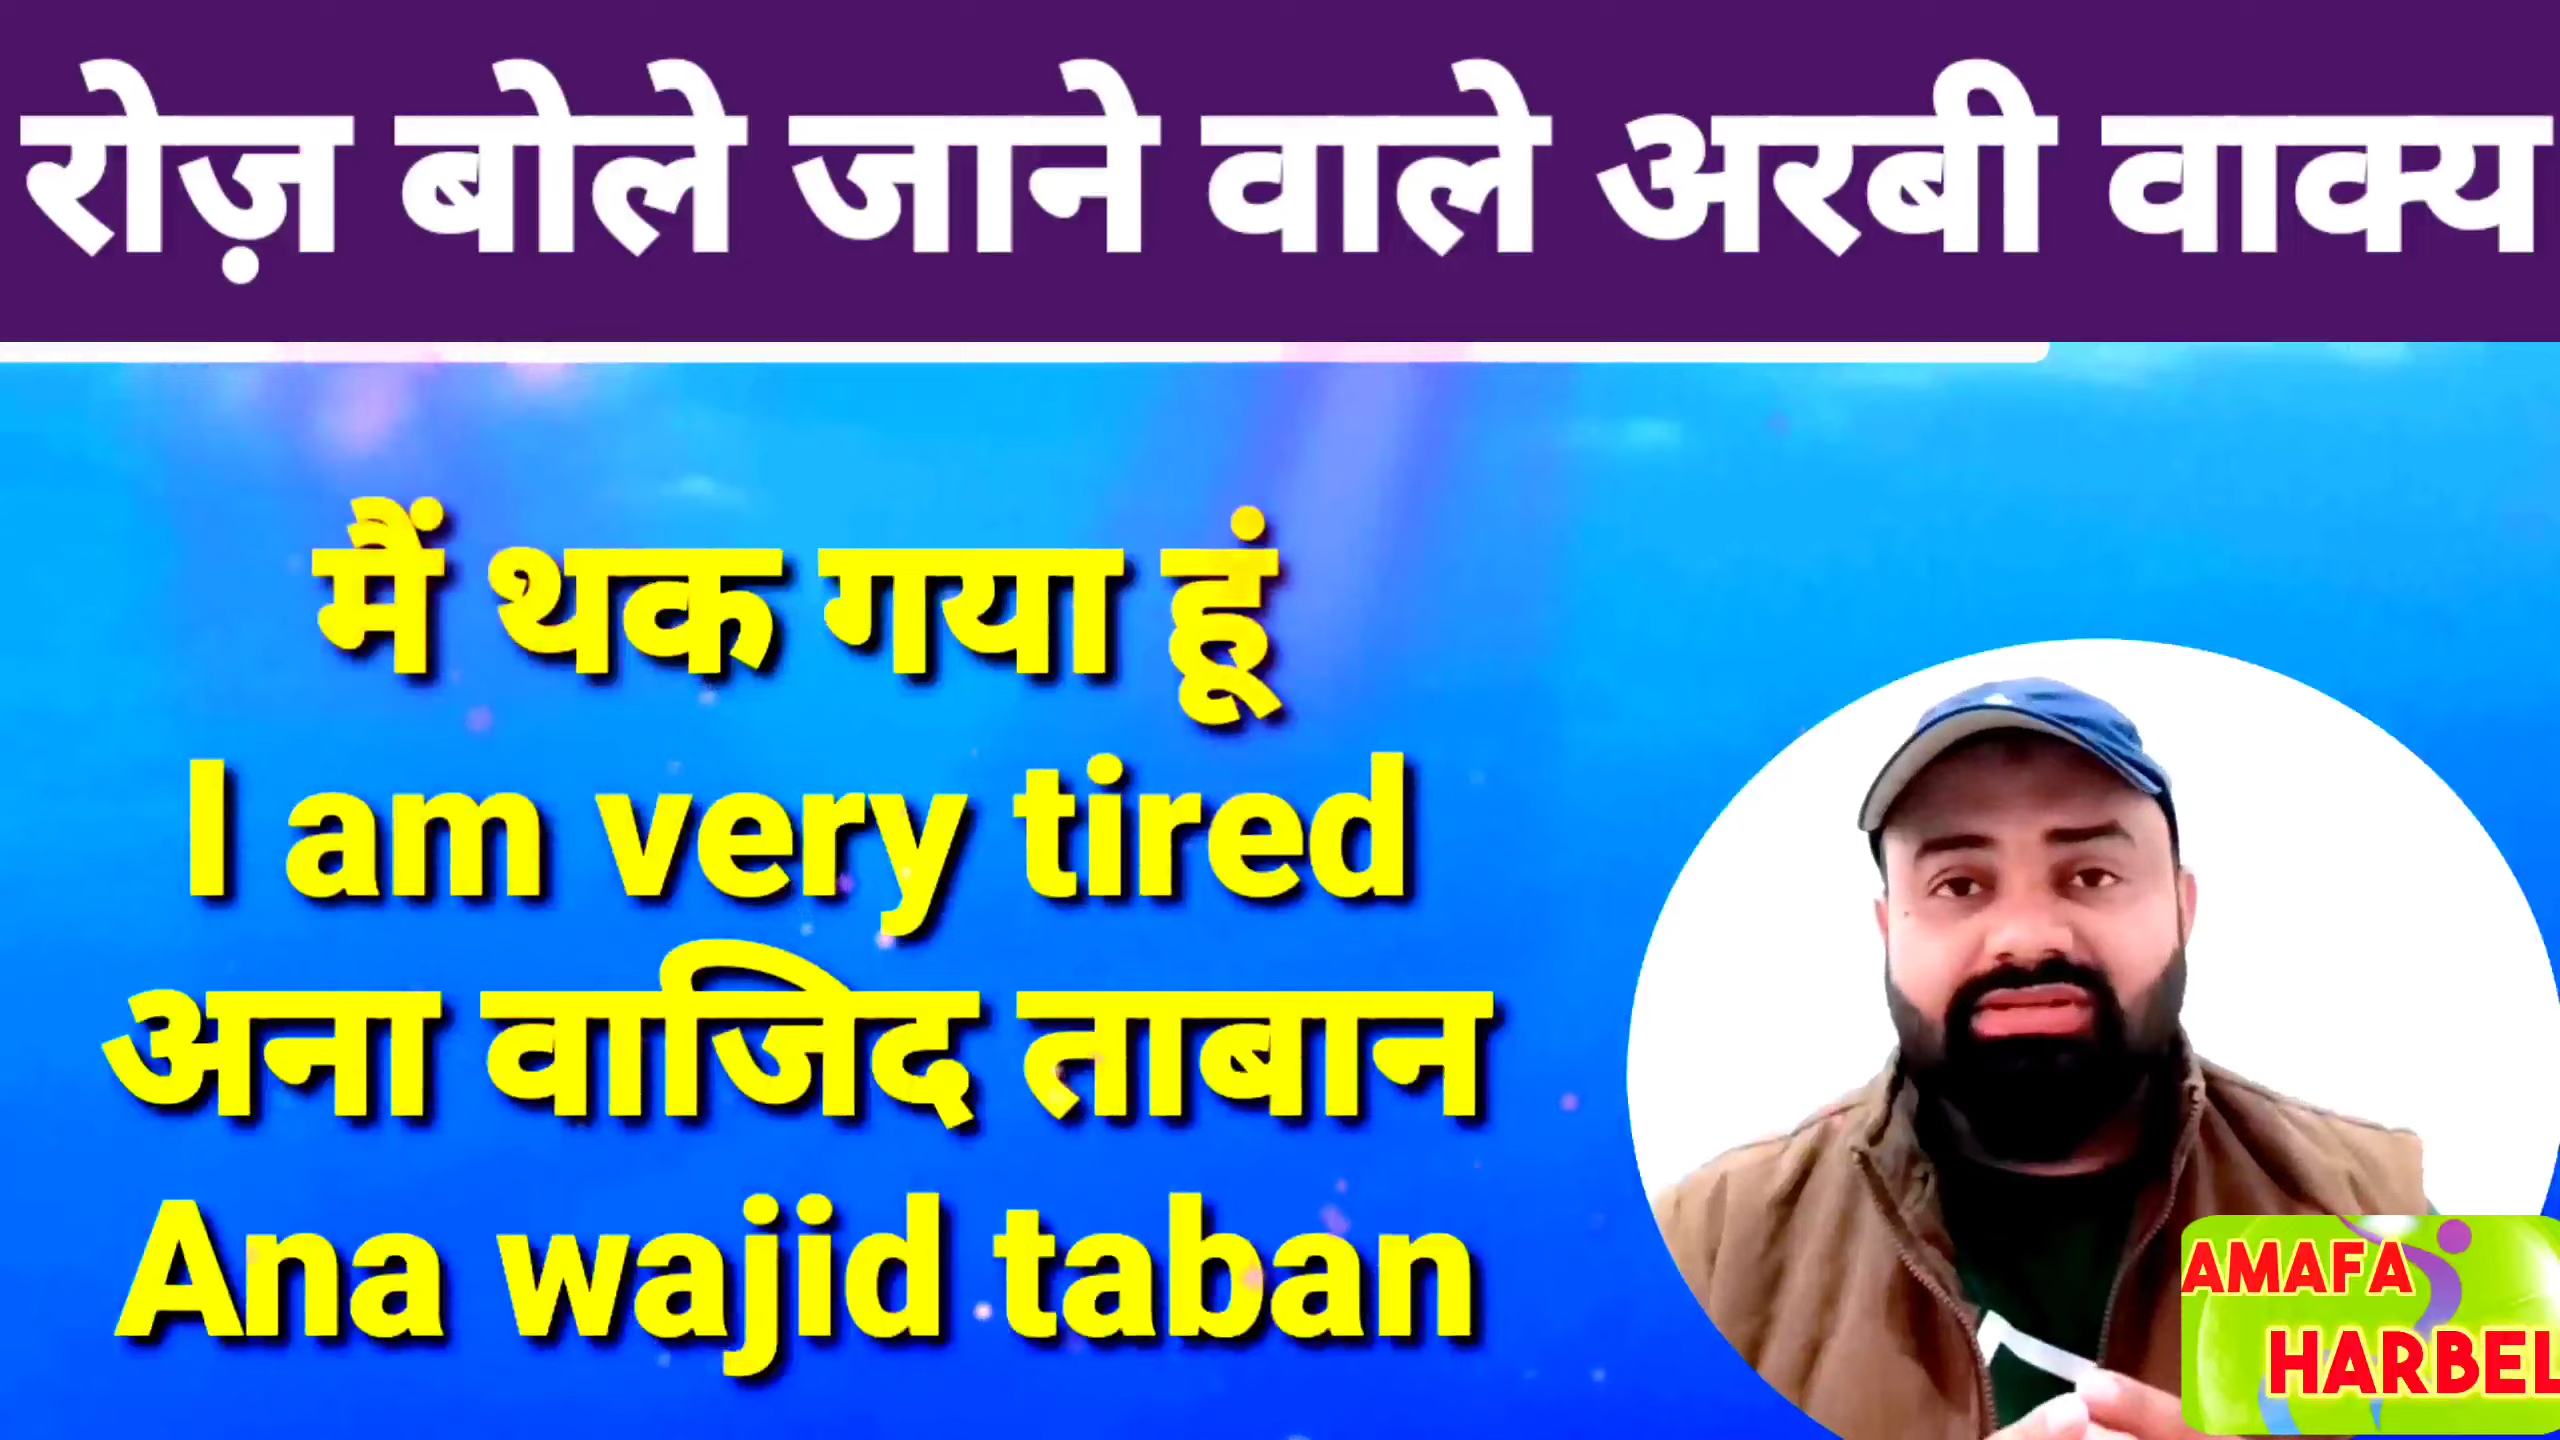 रोज़ बोले जाने वाले अरबी वाक्य
मैं थक गया हूं
I am very tired
अना वाजिद ताबान
Ana wajid taban
AMAFA
HARBEL